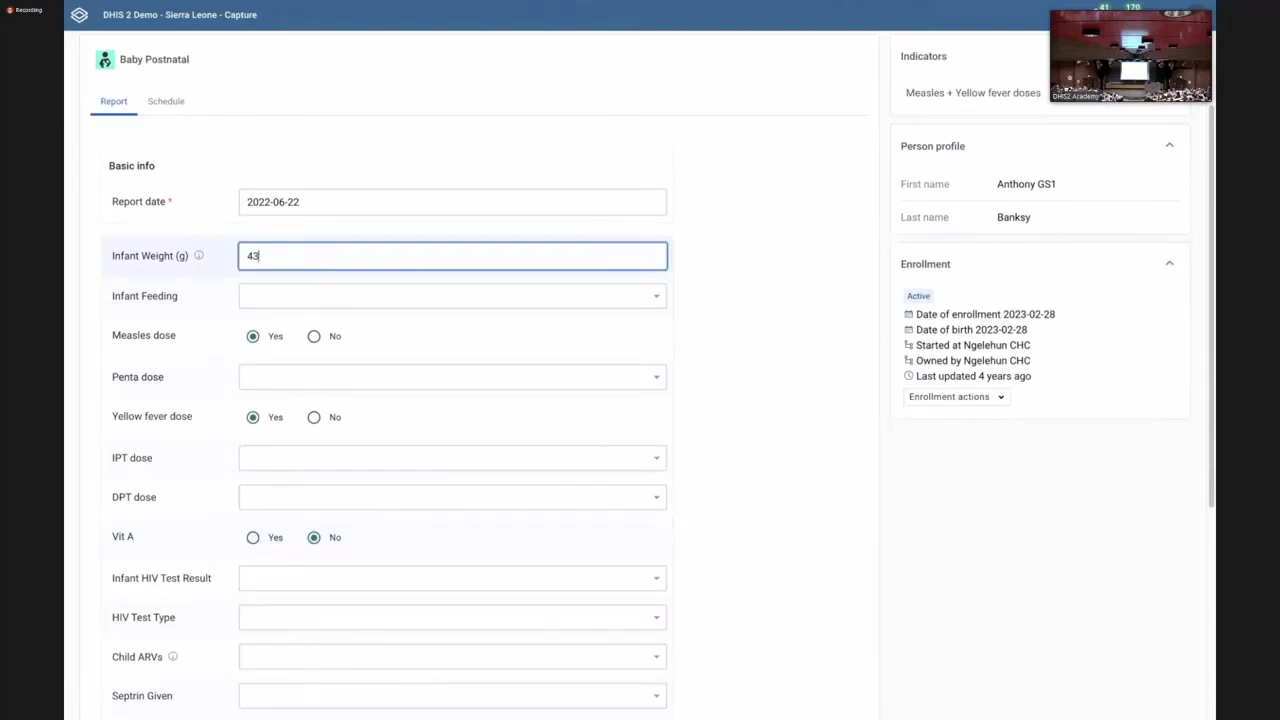 Recording
DHIS 2 Demo - Sierra Leone - Capture
41 170
DHIS2 Academy
Baby Postnatal
Report Schedule
Basic info
Report date * 2022-06-22
Infant Weight (g) 43
Infant Feeding
Measles dose Yes No
Penta dose
Yellow fever dose Yes No
IPT dose
DPT dose
Vit A Yes No
Infant HIV Test Result
HIV Test Type
Child ARVs
Septrin Given
Indicators
Measles + Yellow fever doses
Person profile
First name Anthony GS1
Last name Banksy
Enrollment
Active
Date of enrollment 2023-02-28
Date of birth 2023-02-28
Started at Ngelehun CHC
Owned by Ngelehun CHC
Last updated 4 years ago
Enrollment actions